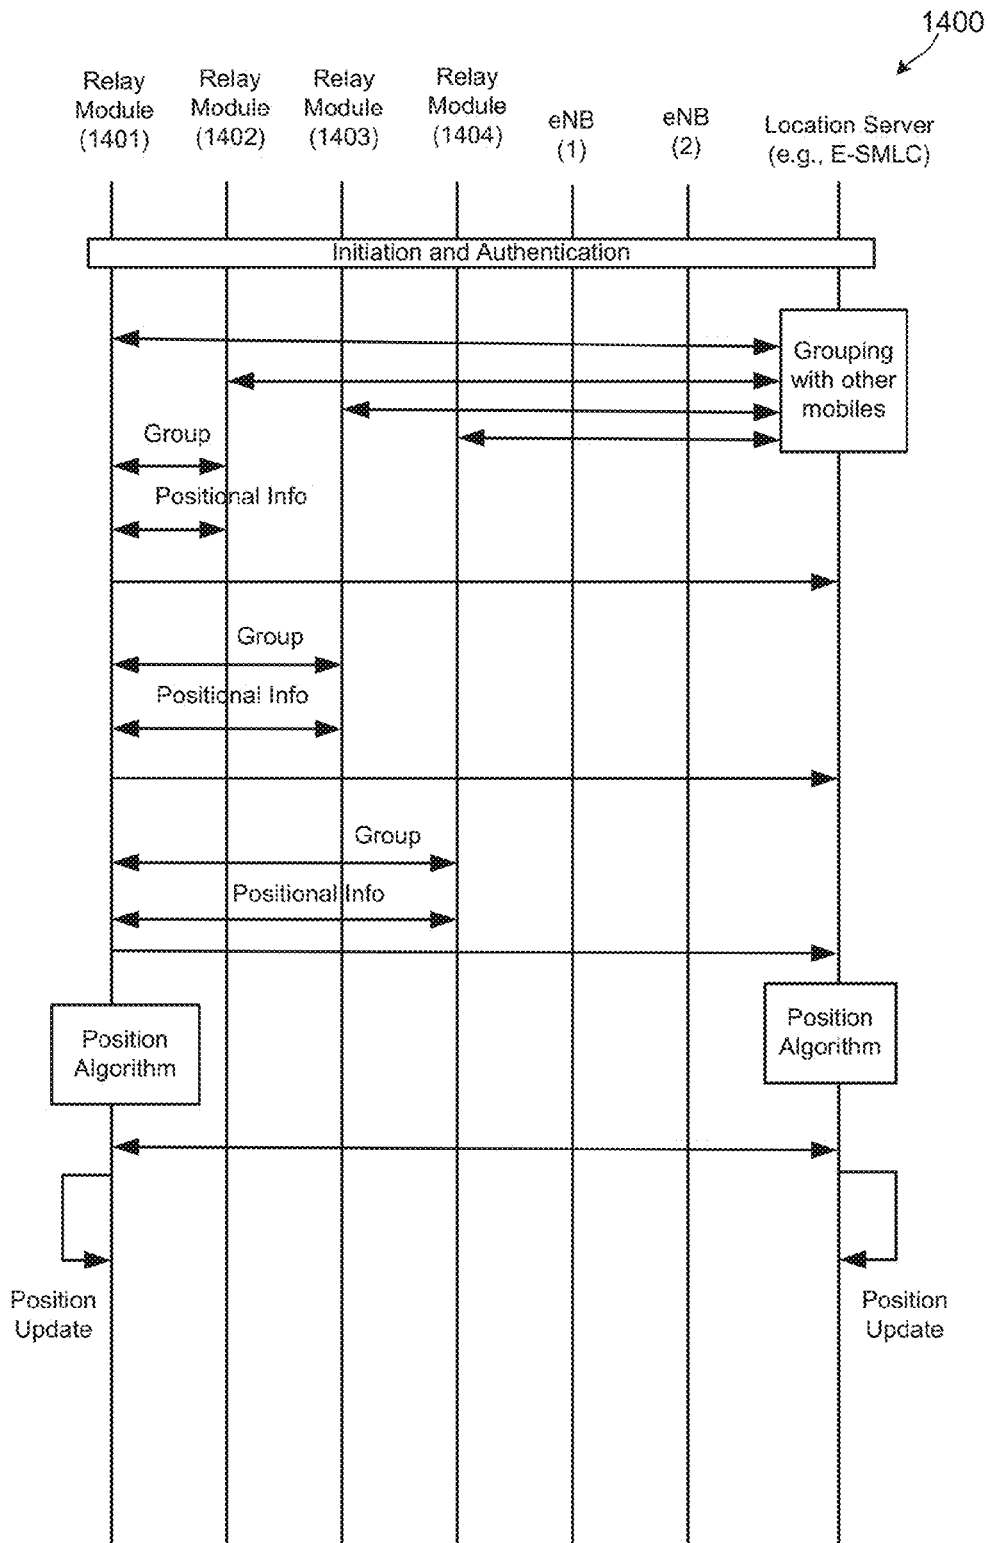 1400
Relay
Module
(1401)
Relay
Module
(1402)
Relay
Module
(1403)
Relay
Module
(1404)
eNB
(1)
eNB
(2)
Location Server
(e.g., E-SMLC)
Initiation and Authentication
Grouping
with other
mobiles
Group
Positional Info
Group
Positional Info
Group
Positional Info
Position
Algorithm
Position
Algorithm
Position
Update
Position
Update